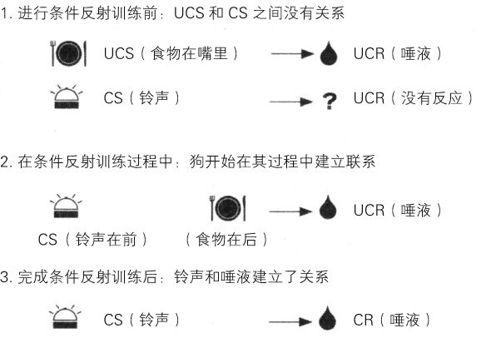 1. 进行条件反射训练前：UCS 和 CS 之间没有关系
UCS（食物在嘴里） UCR（唾液）
CS（铃声） ? UCR（没有反应）
2. 在条件反射训练过程中：狗开始在其过程中建立联系
UCR（唾液）
CS（铃声在前） （食物在后）
3. 完成条件反射训练后：铃声和唾液建立了关系
CS（铃声） CR（唾液）